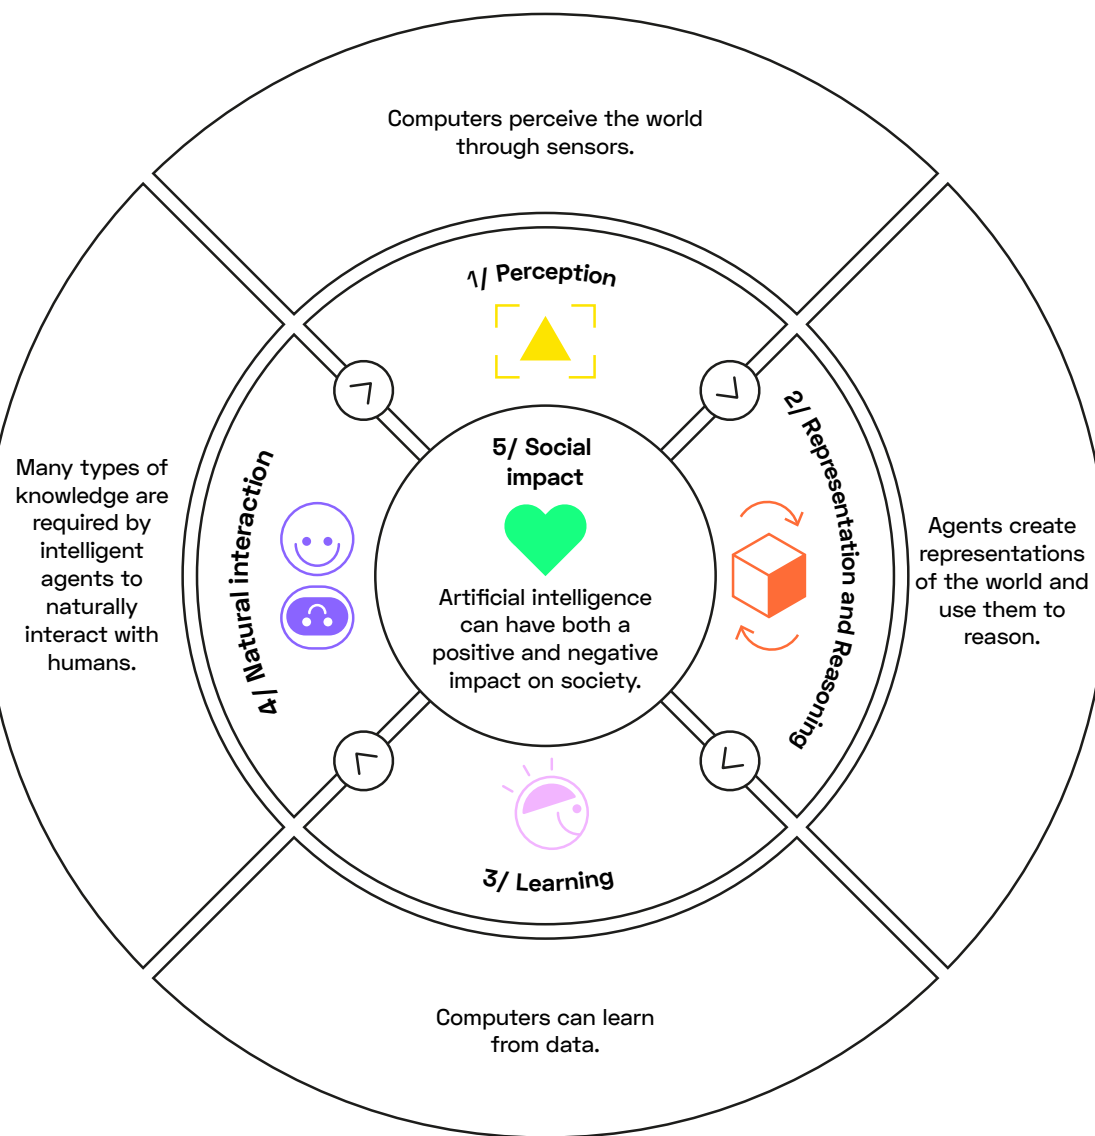 Computers perceive the world
through sensors.
1/ Perception
2/ Representation and Reasoning
Agents create
representations
of the world and
use them to
reason.
3/ Learning
Computers can learn
from data.
4/ Natural interaction
Many types of
knowledge are
required by
intelligent
agents to
naturally
interact with
humans.
5/ Social
impact
Artificial intelligence
can have both a
positive and negative
impact on society.